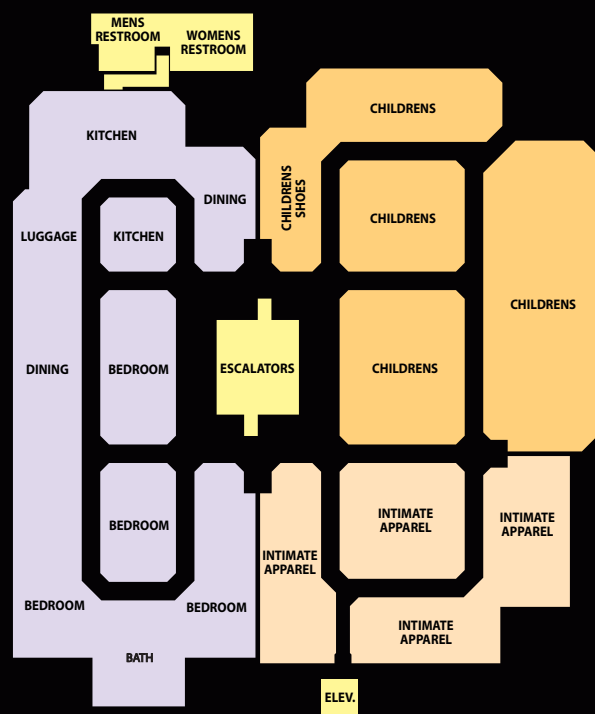 MENS
RESTROOM
WOMENS
RESTROOM
KITCHEN
CHILDRENS
DINING
CHILDRENS
SHOES
CHILDRENS
LUGGAGE
KITCHEN
CHILDRENS
DINING
BEDROOM
ESCALATORS
CHILDRENS
BEDROOM
INTIMATE
APPAREL
INTIMATE
APPAREL
INTIMATE
APPAREL
BEDROOM
BEDROOM
INTIMATE
APPAREL
BATH
ELEV.